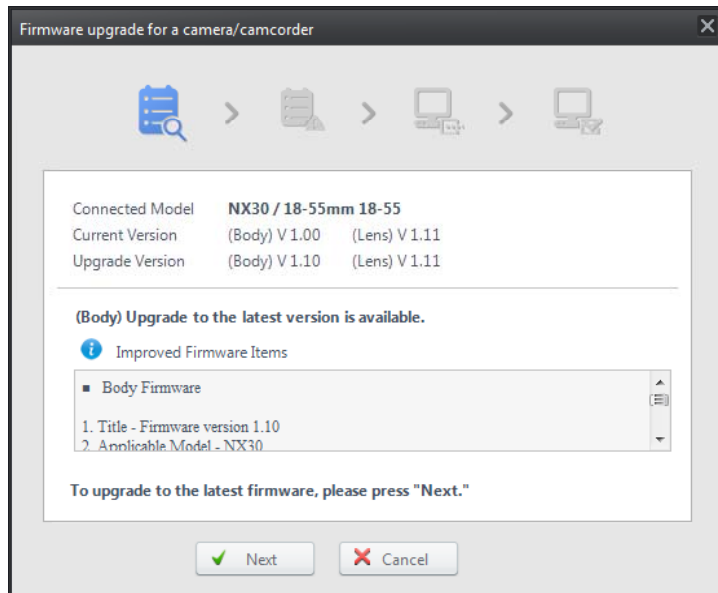 Firmware upgrade for a camera/camcorder
Connected Model NX30 / 18-55mm 18-55
Current Version (Body) V 1.00 (Lens) V 1.11
Upgrade Version (Body) V 1.10 (Lens) V 1.11
(Body) Upgrade to the latest version is available.
Improved Firmware Items
■ Body Firmware
1. Title - Firmware version 1.10
2. Applicable Model - NX30
To upgrade to the latest firmware, please press "Next."
Next Cancel